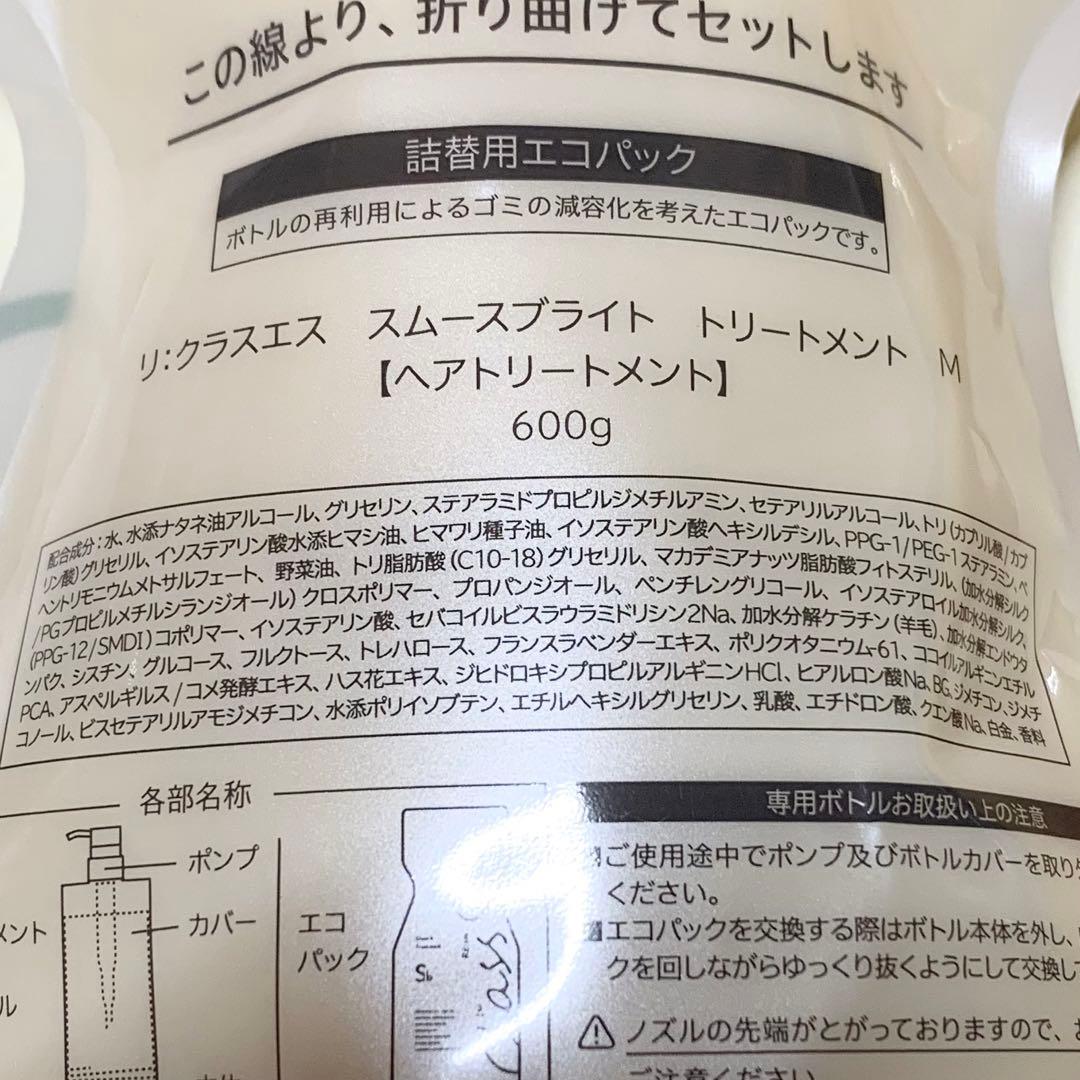 この線より、折り曲げてセットします
詰替用エコパック
ボトルの再利用によるゴミの減容化を考えたエコパックです。
リ:クラスエス　スムースブライト　トリートメント　M
【ヘアトリートメント】
600g
配合成分:水、水添ナタネ油アルコール、グリセリン、ステアラミドプロピルジメチルアミン、セテアリルアルコール、トリ(カプリル酸/カプ
リン酸)グリセリル、イソステアリン酸水添ヒマシ油、ヒマワリ種子油、イソステアリン酸ヘキシルデシル、PPG-1/PEG-1ステアラミン、ベ
ヘントリモニウムメトサルフェート、野菜油、トリ脂肪酸(C10-18)グリセリル、マカデミアナッツ脂肪酸フィトステリル、(加水分解シルク
/PGプロピルメチルシランジオール)クロスポリマー、プロパンジオール、ペンチレングリコール、イソステアロイル加水分解シルク、
(PPG-12/SMDI)コポリマー、イソステアリン酸、セバコイルビスラウラミドリシン2Na、加水分解ケラチン(羊毛)、加水分解エンドウタ
ンパク、シスチン、グルコース、フルクトース、トレハロース、フランスラベンダーエキス、ポリクオタニウム-61、ココイルアルギニンエチル
PCA、アスペルギルス/コメ発酵エキス、ハス花エキス、ジヒドロキシプロピルアルギニンHCl、ヒアルロン酸Na、BG、ジメチコン、ジメチ
コノール、ビスセテアリルアモジメチコン、水添ポリイソブテン、エチルヘキシルグリセリン、乳酸、エチドロン酸、クエン酸Na、白金、香料
各部名称
ポンプ
カバー
メント
ル
エコ
パック
専用ボトルお取扱い上の注意
ご使用途中でポンプ及びボトルカバーを取り
ください。
エコパックを交換する際はボトル本体を外し、
クを回しながらゆっくり抜くようにして交換して
ノズルの先端がとがっておりますので、お
ご注意ください